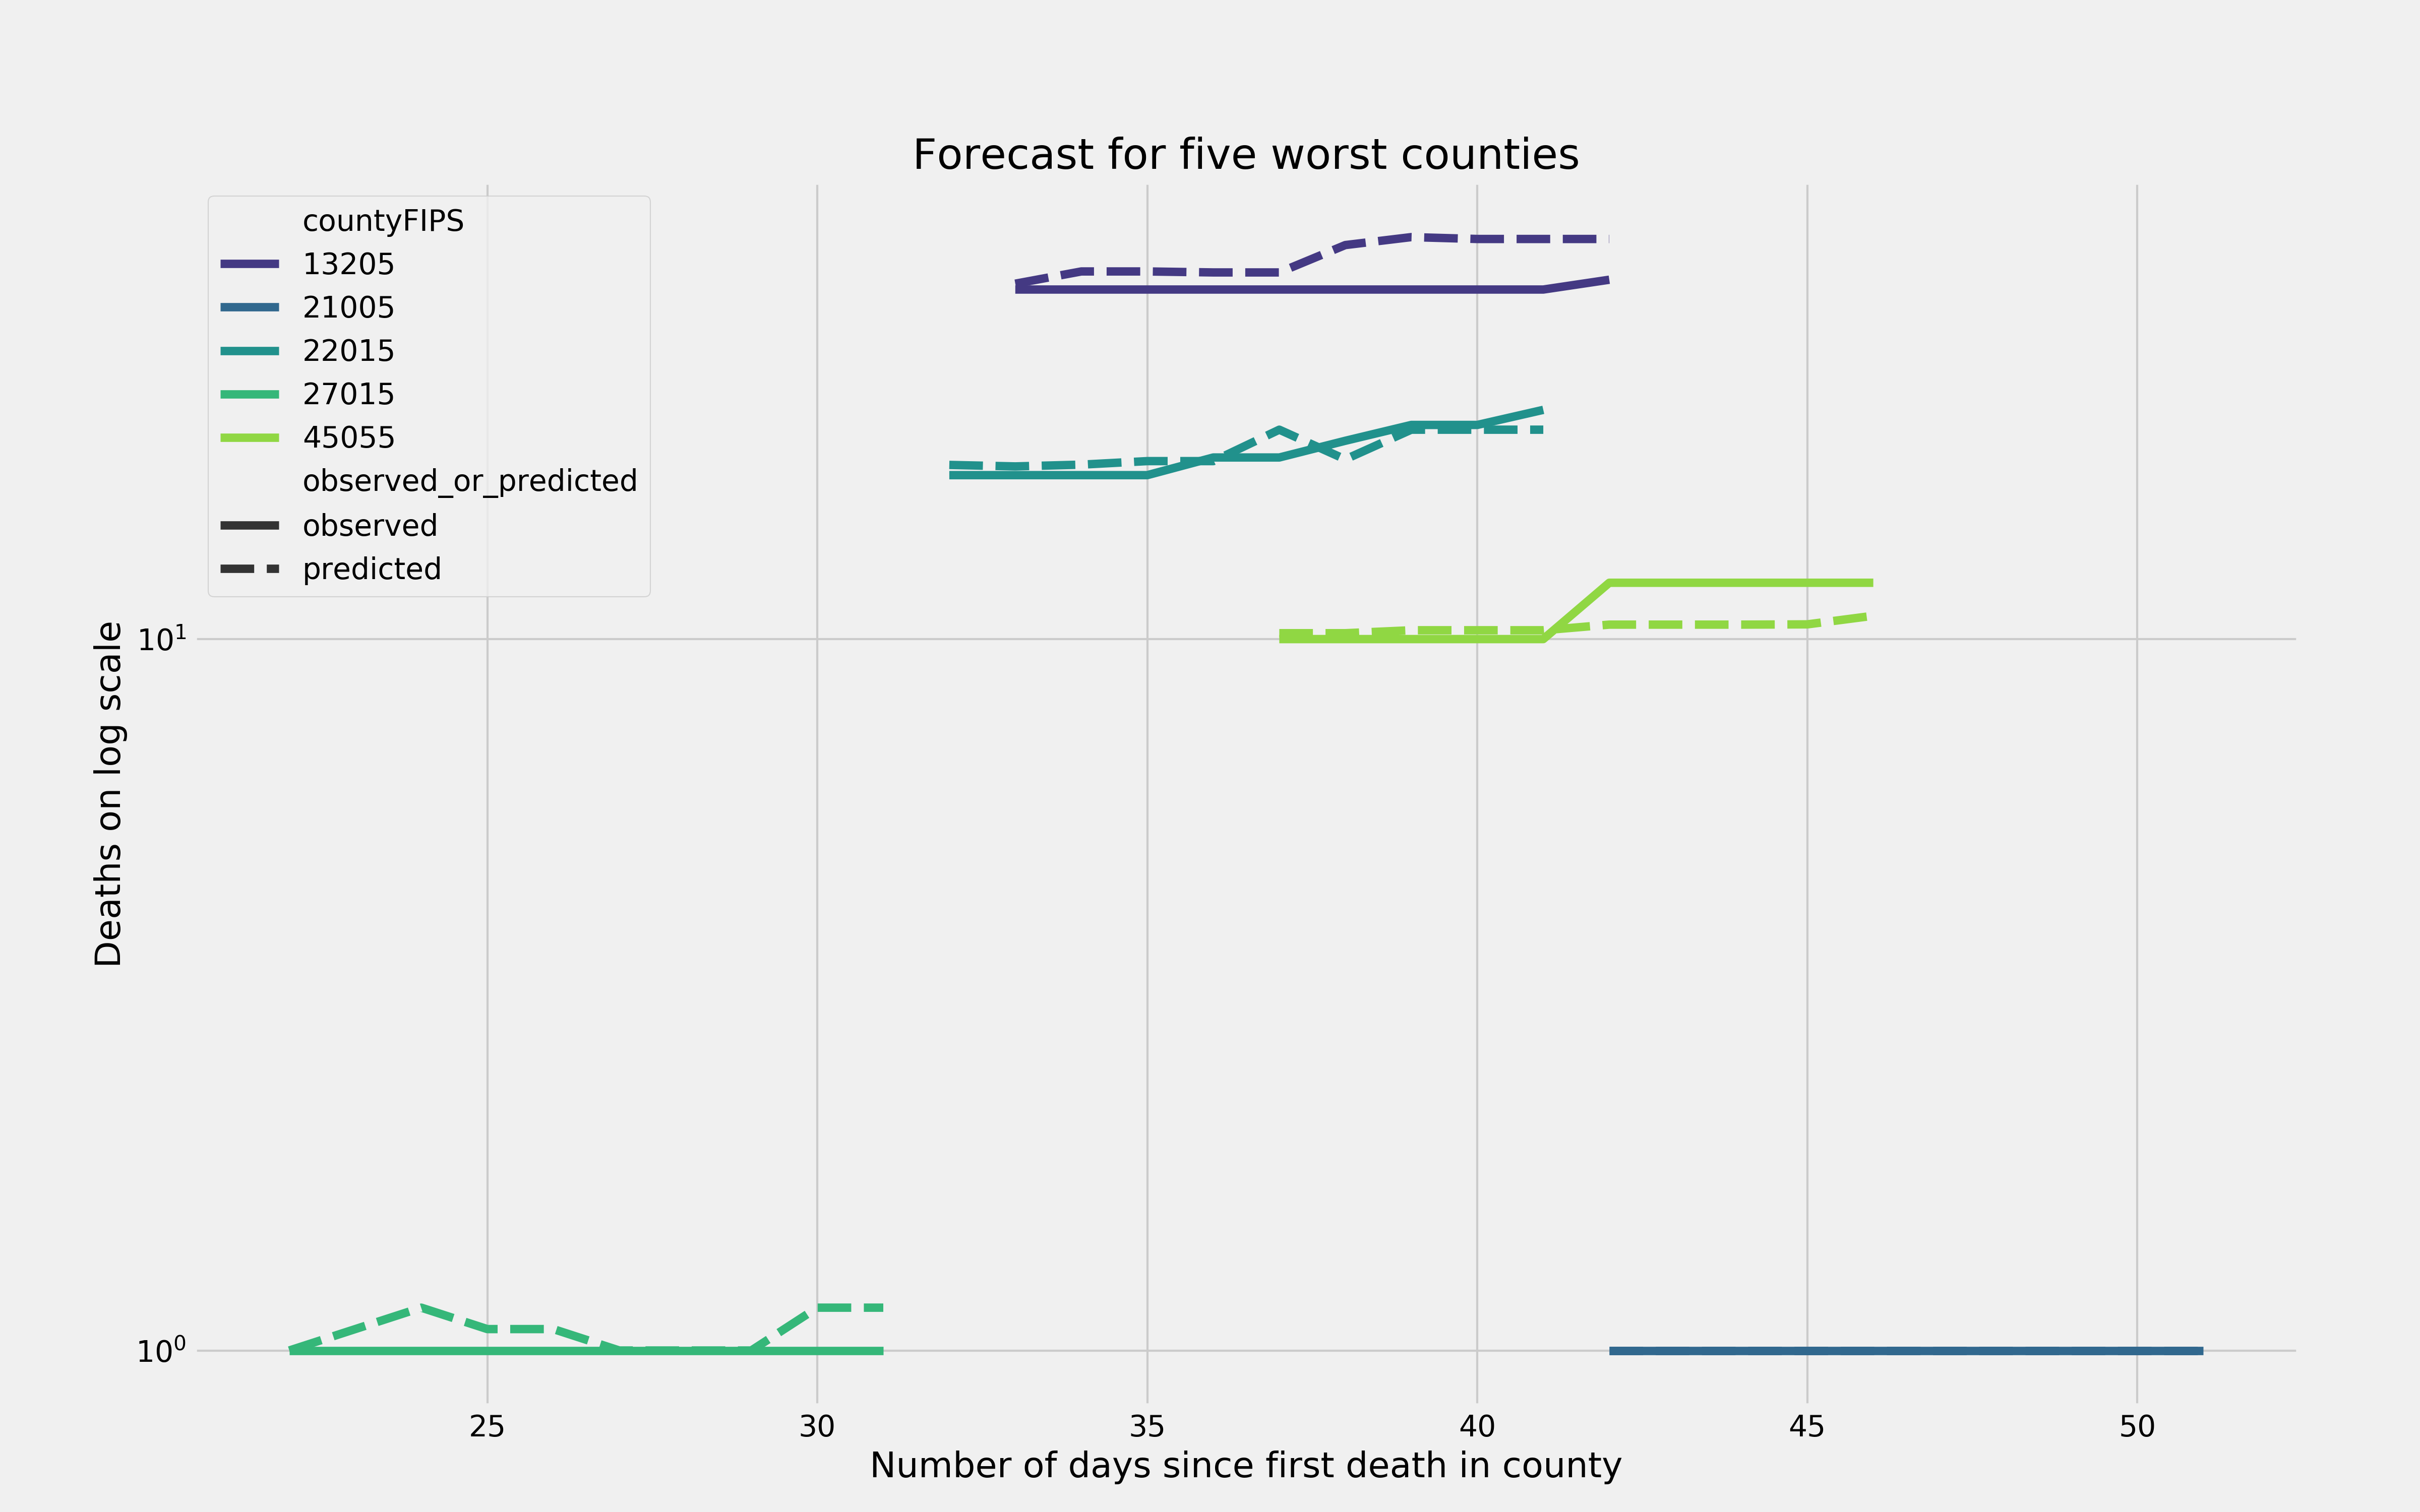 Forecast for five worst counties
countyFIPS
13205
21005
22015
27015
45055
observed_or_predicted
observed
predicted
Deaths on log scale
10¹
10⁰
25 30 35 40 45 50
Number of days since first death in county